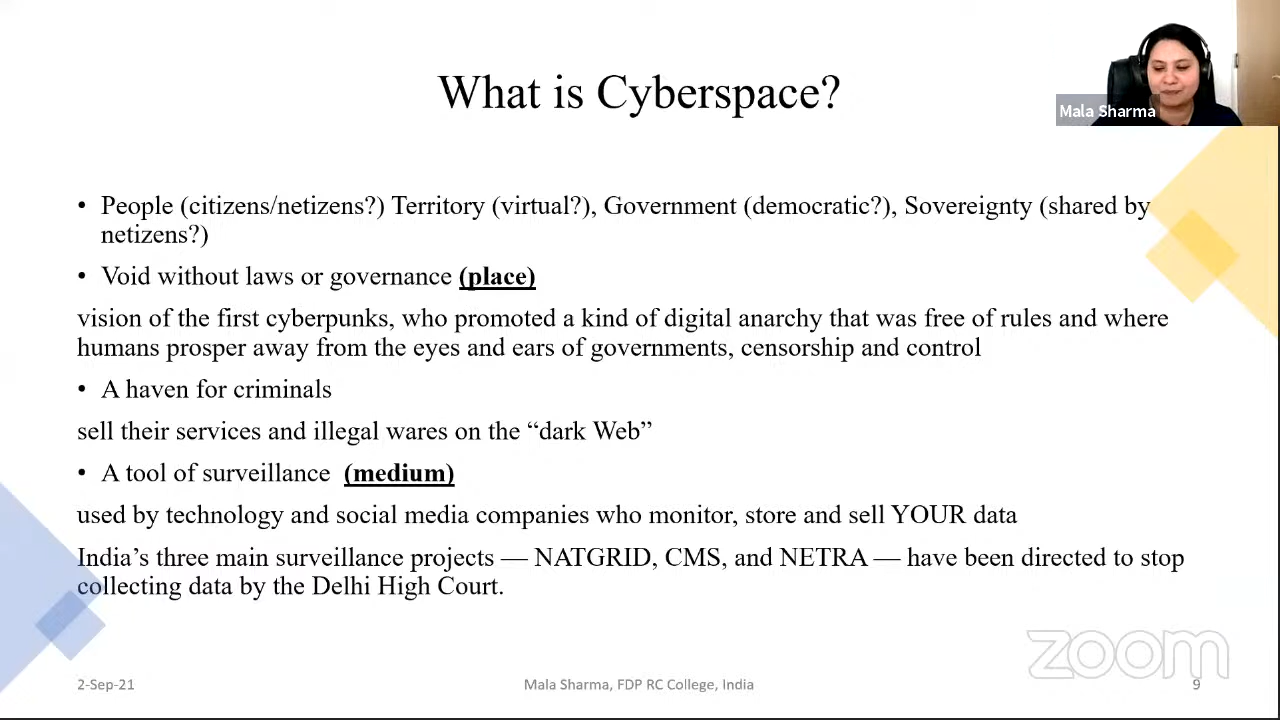 What is Cyberspace?
Mala Sharma
• People (citizens/netizens?) Territory (virtual?), Government (democratic?), Sovereignty (shared by
netizens?)
• Void without laws or governance (place)
vision of the first cyberpunks, who promoted a kind of digital anarchy that was free of rules and where
humans prosper away from the eyes and ears of governments, censorship and control
• A haven for criminals
sell their services and illegal wares on the “dark Web”
• A tool of surveillance (medium)
used by technology and social media companies who monitor, store and sell YOUR data
India’s three main surveillance projects — NATGRID, CMS, and NETRA — have been directed to stop
collecting data by the Delhi High Court.
zoom
2-Sep-21
Mala Sharma, FDP RC College, India
9